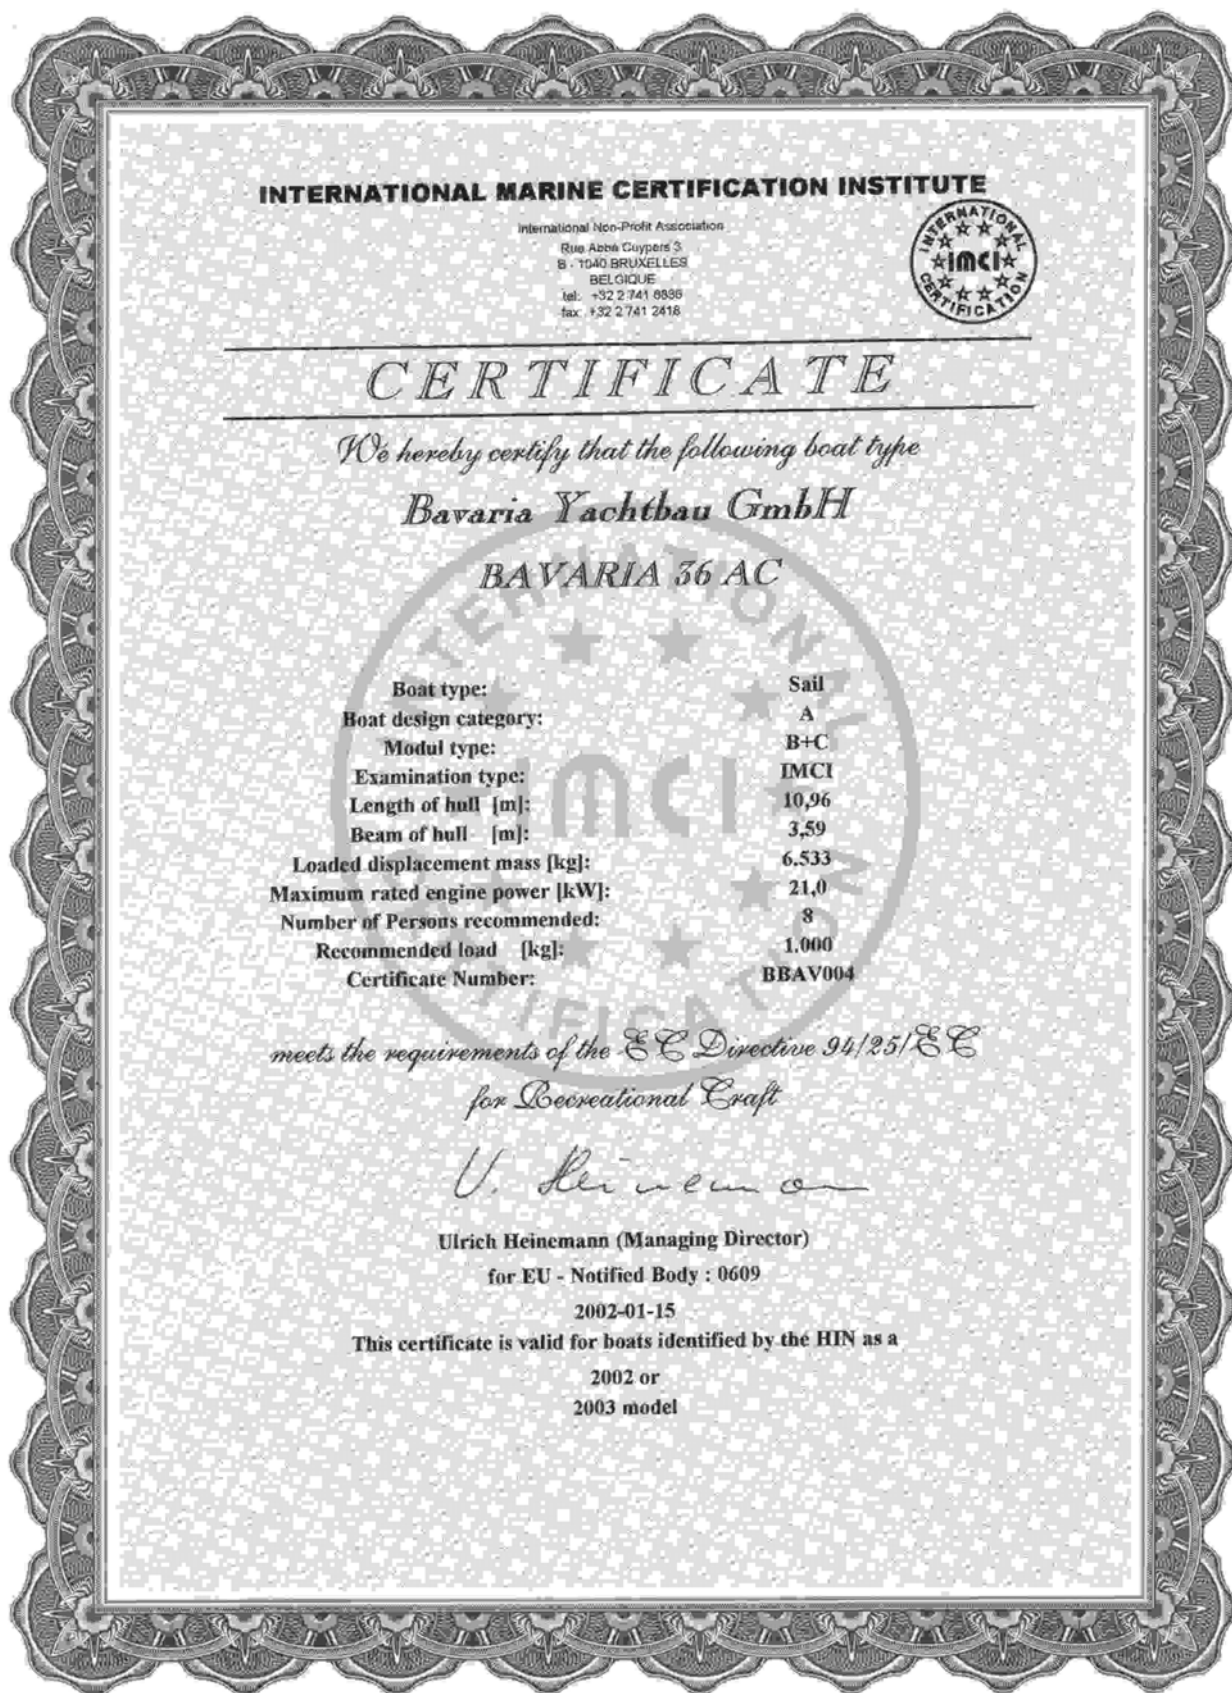 INTERNATIONAL MARINE CERTIFICATION INSTITUTE
International Non-Profit Association
Rue Abbé Cuypers 3
B - 1040 BRUXELLES
BELGIQUE
tel: +32 2 741 6836
fax: +32 2 741 2418
INTERNATIONAL
imci
CERTIFICATION
CERTIFICATE
We hereby certify that the following boat type
Bavaria Yachtbau GmbH
BAVARIA 36 AC
INTERNATIONAL
IMCI
CERTIFICATION
Boat type: Sail
Boat design category: A
Modul type: B+C
Examination type: IMCI
Length of hull [m]: 10,96
Beam of hull [m]: 3,59
Loaded displacement mass [kg]: 6.533
Maximum rated engine power [kW]: 21,0
Number of Persons recommended: 8
Recommended load [kg]: 1.000
Certificate Number: BBAV004
meets the requirements of the EC Directive 94/25/EC
for Recreational Craft
U. Heinemann
Ulrich Heinemann (Managing Director)
for EU - Notified Body : 0609
2002-01-15
This certificate is valid for boats identified by the HIN as a
2002 or
2003 model